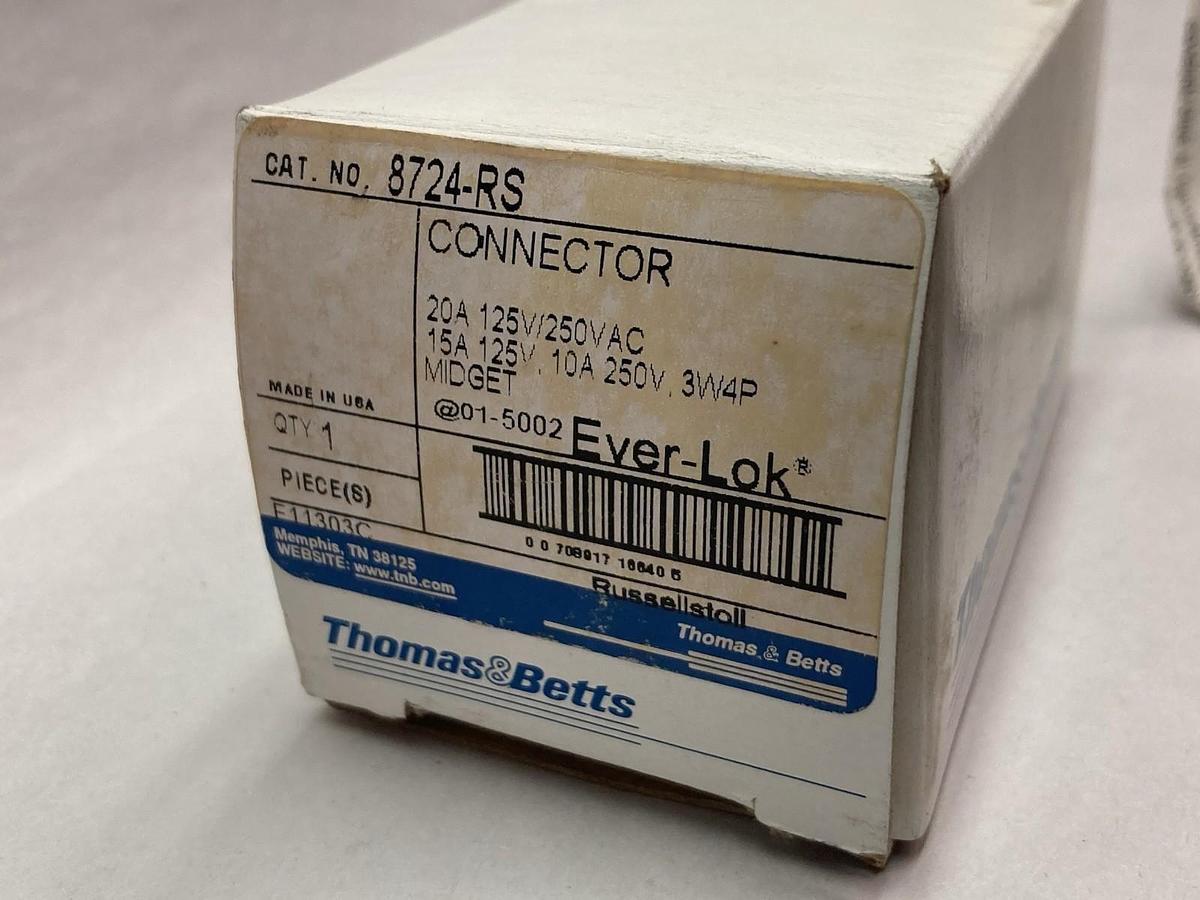 CAT. NO. 8724-RS
CONNECTOR
20A 125V/250VAC
15A 125V, 10A 250V, 3W4P
MIDGET
MADE IN USA
@01-5002 Ever-Lok®
QTY 1
PIECE(S)
E11303C
0 0 708917 16640 5
Memphis, TN 38125
WEBSITE: www.tnb.com
Russellstoll
Thomas & Betts
Thomas&Betts